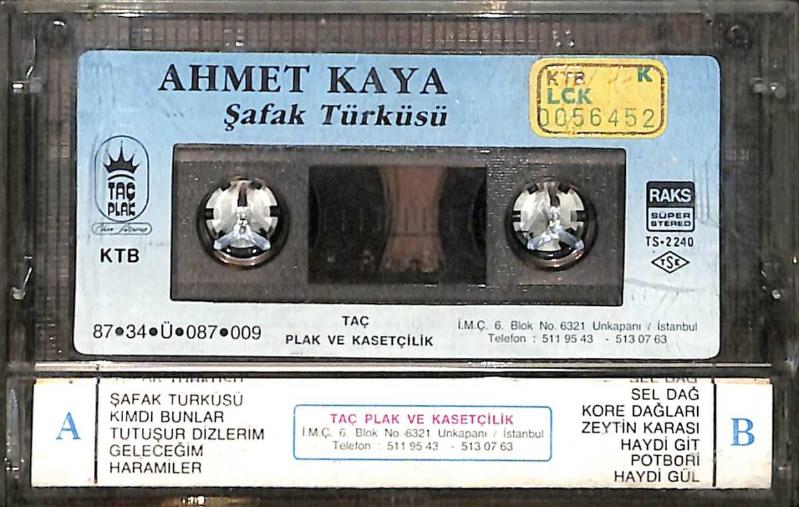 AHMET KAYA
Şafak Türküsü
KTB K
LCK
0056452
TAÇ
PLAK
KTB
RAKS
SÜPER
STEREO
TS-2240
TSE
87•34•Ü•087•009
TAÇ
PLAK VE KASETÇİLİK
İ.M.Ç. 6. Blok No. 6321 Unkapanı / İstanbul
Telefon : 511 95 43 - 513 07 63
A
ŞAFAK TURKÜSÜ
KIMDI BUNLAR
TUTUŞUR DIZLERIM
GELECEĞIM
HARAMILER
TAÇ PLAK VE KASETÇİLİK
İ.M.Ç. 6. Blok No. 6321 Unkapanı / İstanbul
Telefon : 511 95 43 - 513 07 63
SEL DAĞ
SEL DAĞ
KORE DAĞLARI
ZEYTIN KARASI
HAYDI GIT
POTBORİ
HAYDİ GÜL
B